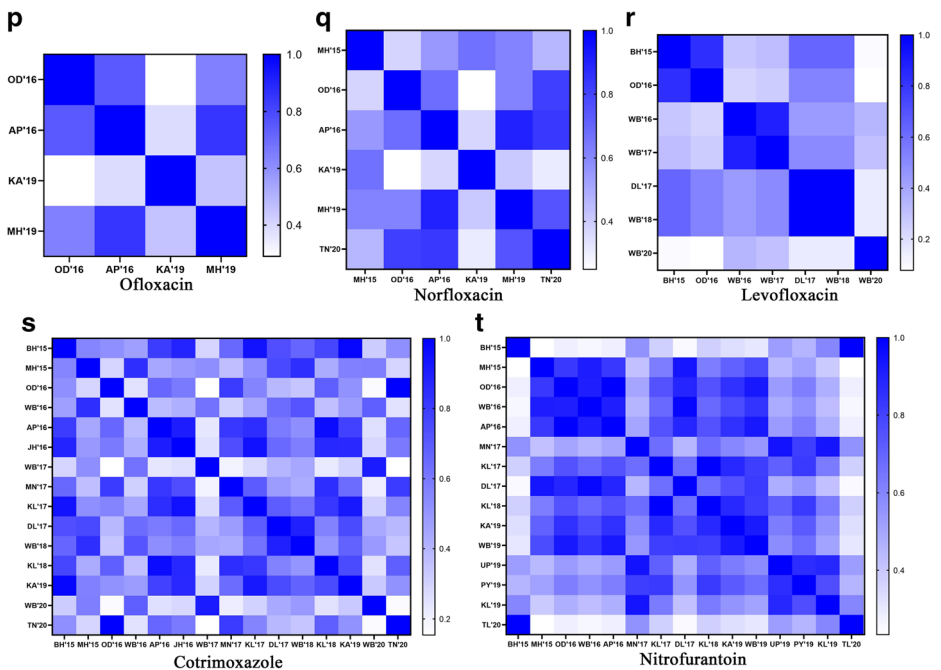 p
OD'16
AP'16
KA'19
MH'19
OD'16 AP'16 KA'19 MH'19
Ofloxacin
1.0
0.8
0.6
0.4
q
MH'15
OD'16
AP'16
KA'19
MH'19
TN'20
MH'15 OD'16 AP'16 KA'19 MH'19 TN'20
Norfloxacin
1.0
0.9
0.8
0.7
0.6
0.5
0.4
0.3
r
BH'15
OD'16
WB'16
WB'17
DL'17
WB'18
WB'20
BH'15 OD'16 WB'16 WB'17 DL'17 WB'18 WB'20
Levofloxacin
1.0
0.8
0.6
0.4
0.2
s
BH'15
MH'15
OD'16
WB'16
AP'16
JH'16
WB'17
MN'17
KL'17
DL'17
WB'18
KL'18
KA'19
WB'20
TN'20
BH'15 MH'15 OD'16 WB'16 AP'16 JH'16 WB'17 MN'17 KL'17 DL'17 WB'18 KL'18 KA'19 WB'20 TN'20
Cotrimoxazole
1.0
0.8
0.6
0.4
0.2
t
BH'15
MH'15
OD'16
WB'16
AP'16
MN'17
KL'17
DL'17
KL'18
KA'19
WB'19
UP'19
PY'19
KL'19
TL'20
BH'15 MH'15 OD'16 WB'16 AP'16 MN'17 KL'17 DL'17 KL'18 KA'19 WB'19 UP'19 PY'19 KL'19 TL'20
Nitrofurantoin
1.0
0.8
0.6
0.4